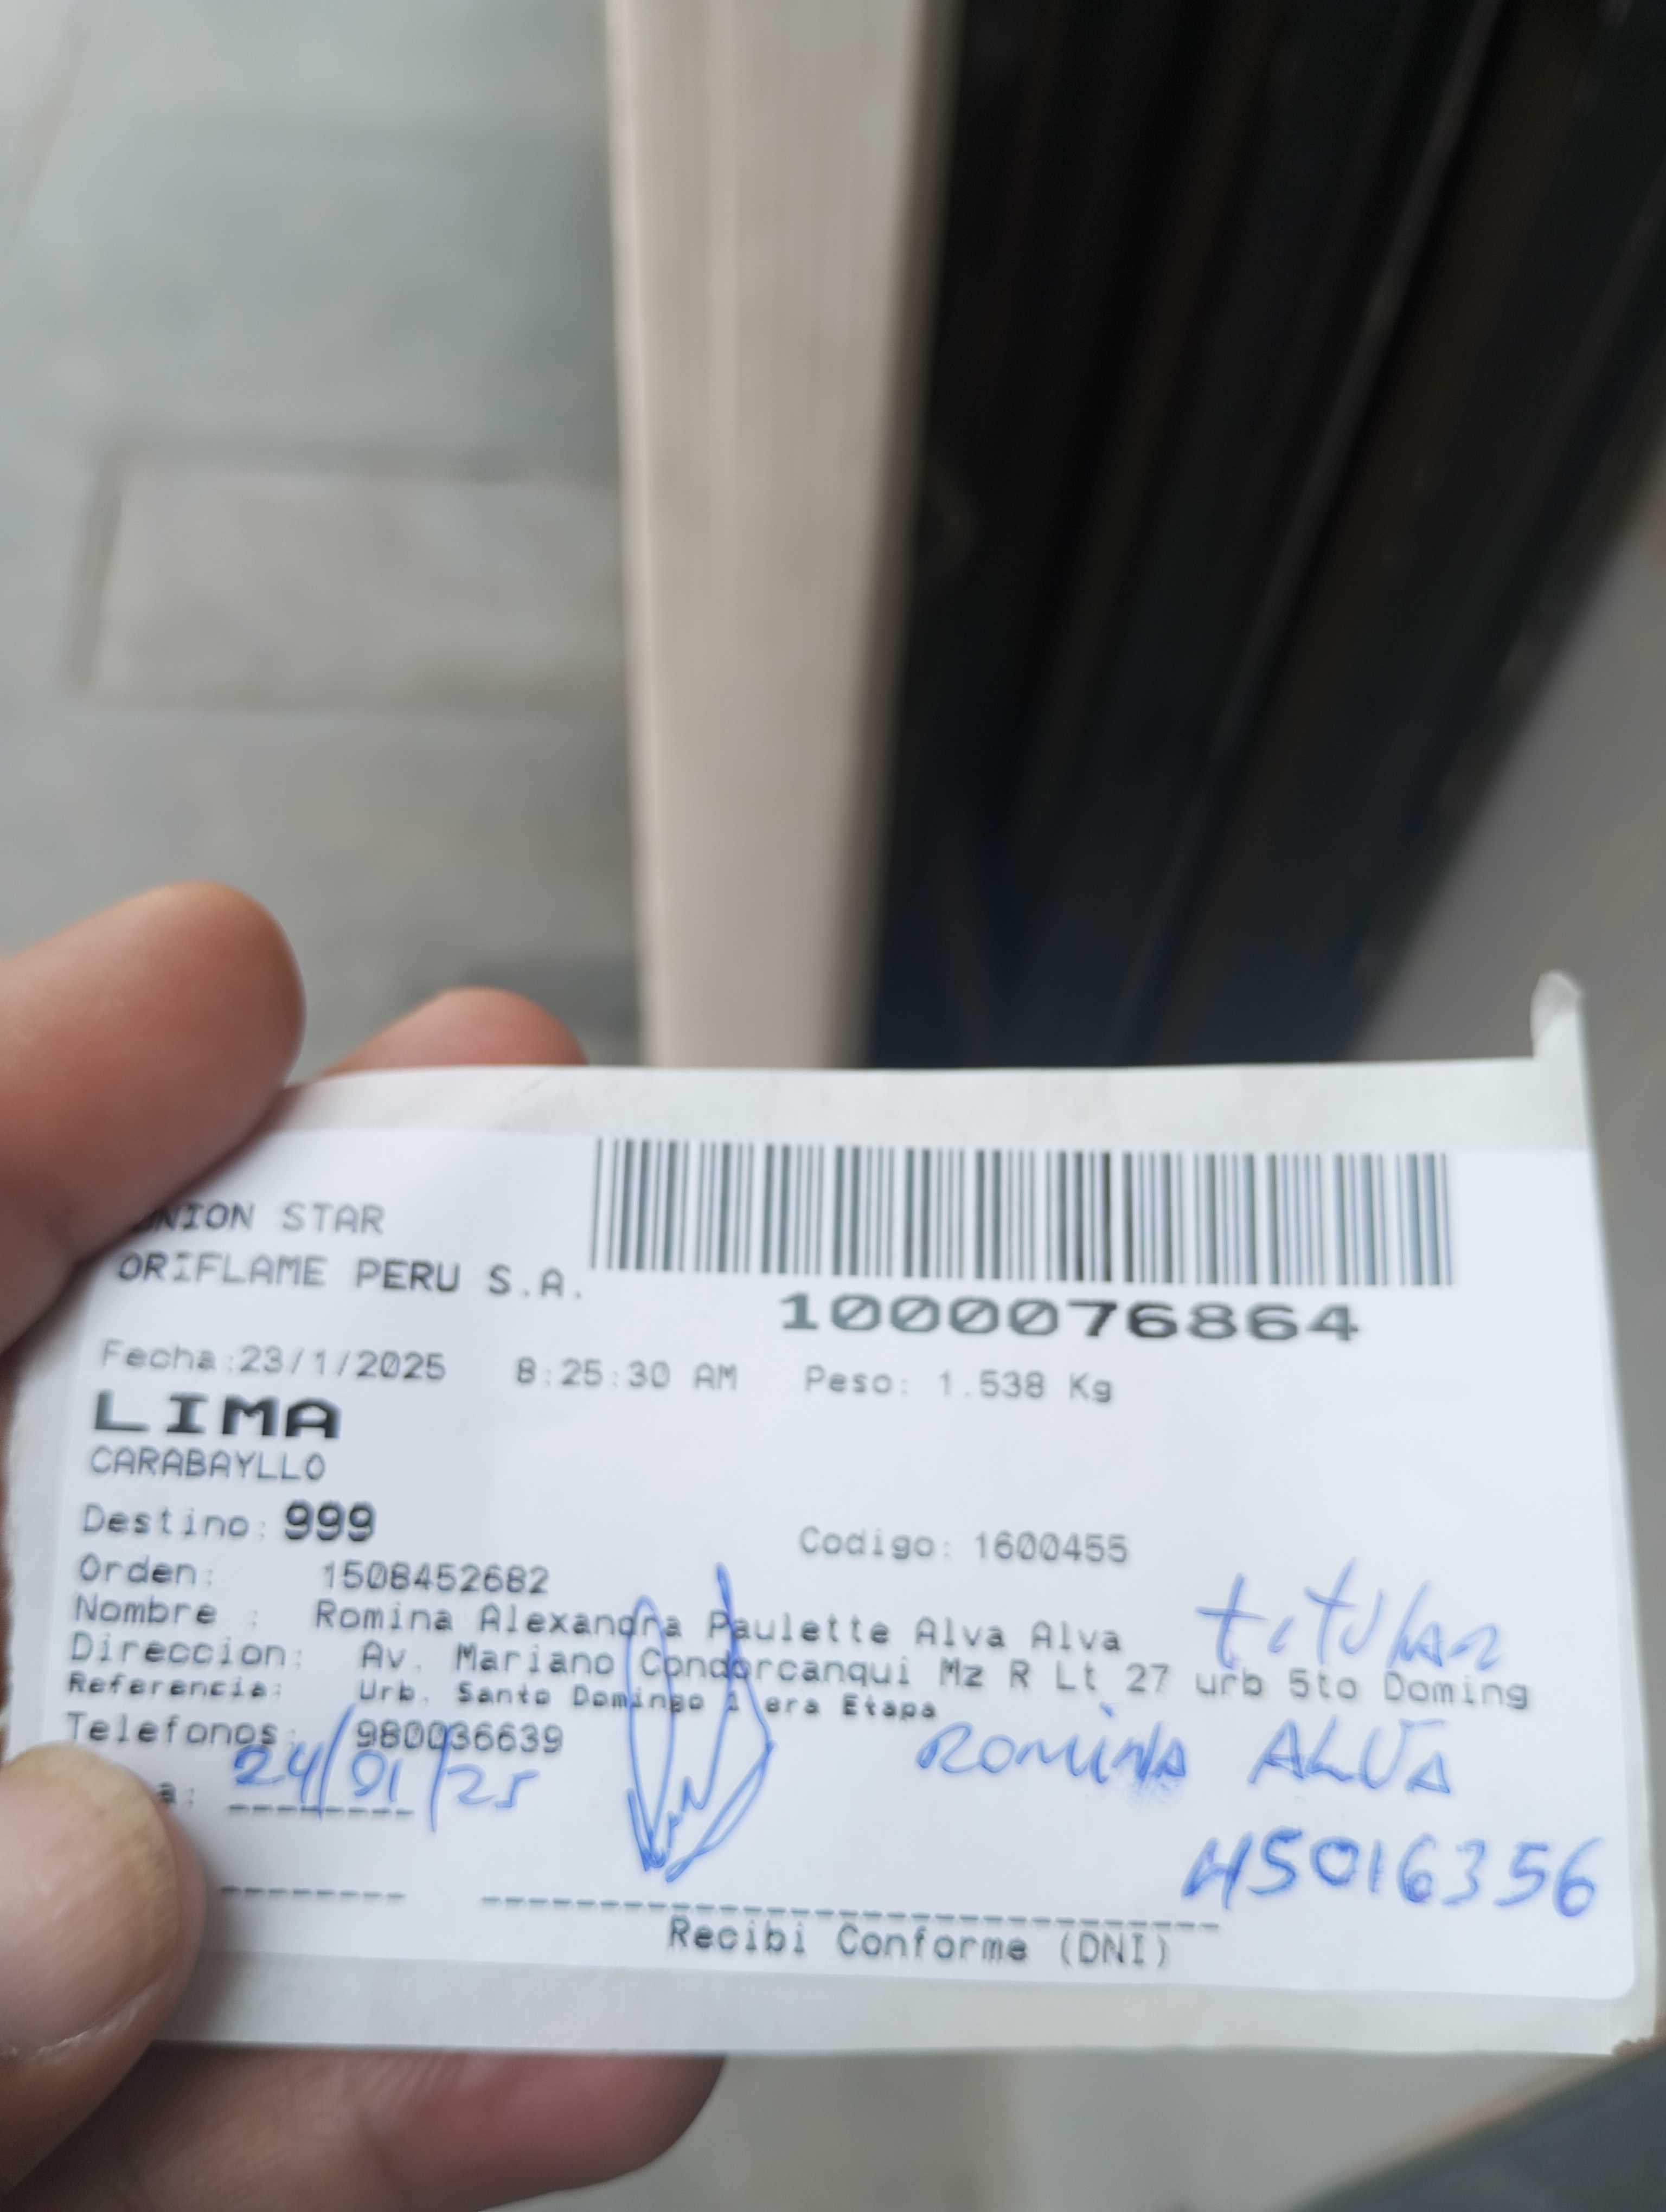 UNION STAR
ORIFLAME PERU S.A.
1000076864
Fecha:23/1/2025 8:25:30 AM Peso: 1.538 Kg
LIMA
CARABAYLLO
Destino: 999 Codigo: 1600455
Orden: 1508452682
Nombre : Romina Alexandra Paulette Alva Alva titular
Direccion: Av. Mariano Condorcanqui Mz R Lt 27 urb 5to Doming
Referencia: Urb. Santo Domingo 1 era Etapa
Telefonos: 980036639 Romina ALVA
a: 24/01/25
45016356
Recibi Conforme (DNI)